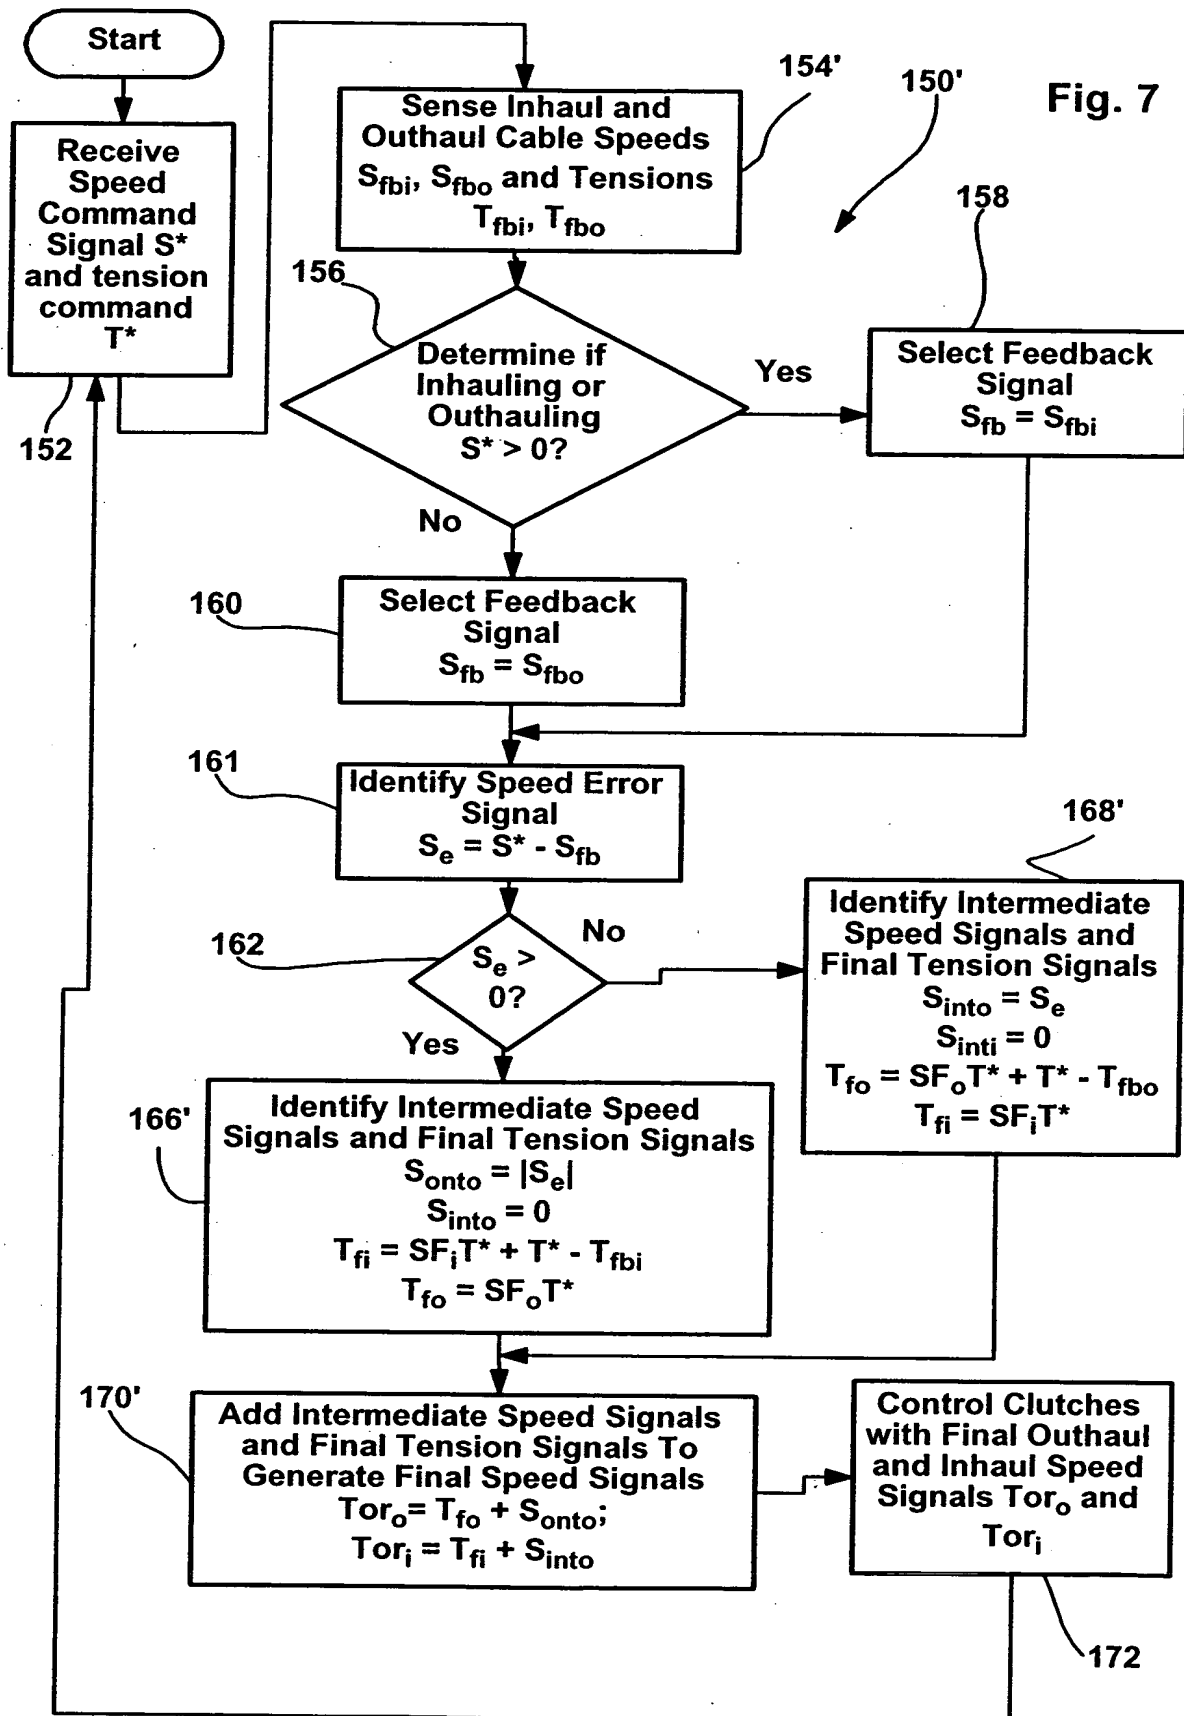 Start
Fig. 7
150'
Receive
Speed
Command
Signal S*
and tension
command
T*
152
154'
Sense Inhaul and
Outhaul Cable Speeds
Sfbi, Sfbo and Tensions
Tfbi, Tfbo
156
Determine if
Inhauling or
Outhauling
S* > 0?
Yes
No
158
Select Feedback
Signal
Sfb = Sfbi
160
Select Feedback
Signal
Sfb = Sfbo
161
Identify Speed Error
Signal
Se = S* - Sfb
162
Se >
0?
No
Yes
168'
Identify Intermediate
Speed Signals and
Final Tension Signals
Sinto = Se
Sinti = 0
Tfo = SFoT* + T* - Tfbo
Tfi = SFiT*
166'
Identify Intermediate Speed
Signals and Final Tension Signals
Sonto = |Se|
Sinto = 0
Tfi = SFiT* + T* - Tfbi
Tfo = SFoT*
170'
Add Intermediate Speed Signals
and Final Tension Signals To
Generate Final Speed Signals
Toro= Tfo + Sonto;
Tori = Tfi + Sinto
Control Clutches
with Final Outhaul
and Inhaul Speed
Signals Toro and
Tori
172